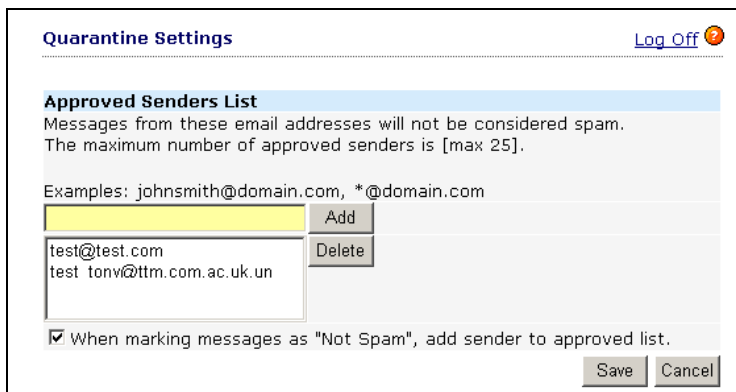 Quarantine Settings
Log Off ?
Approved Senders List
Messages from these email addresses will not be considered spam.
The maximum number of approved senders is [max 25].
Examples: johnsmith@domain.com, *@domain.com
Add
test@test.com
Delete
test_tony@ttm.com.ac.uk.un
When marking messages as "Not Spam", add sender to approved list.
Save Cancel